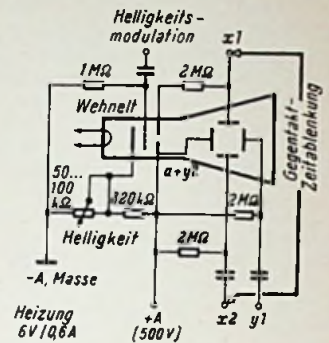 Helligkeits-
modulation
x1
1MΩ
2MΩ
Wehnelt
Gegentakt-
Zeitablenkung
a+y2
50...
100
kΩ
320kΩ
2MΩ
Helligkeit
2MΩ
-A, Masse
Heizung
6V/0,6A
+A
(500V)
x2
y1